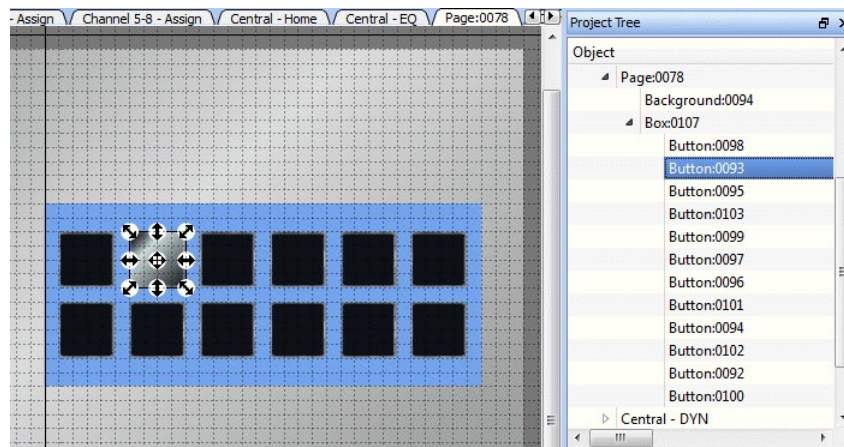 - Assign
Channel 5-8 - Assign
Central - Home
Central - EQ
Page:0078
Project Tree
Object
Page:0078
Background:0094
Box:0107
Button:0098
Button:0093
Button:0095
Button:0103
Button:0099
Button:0097
Button:0096
Button:0101
Button:0094
Button:0102
Button:0092
Button:0100
Central - DYN